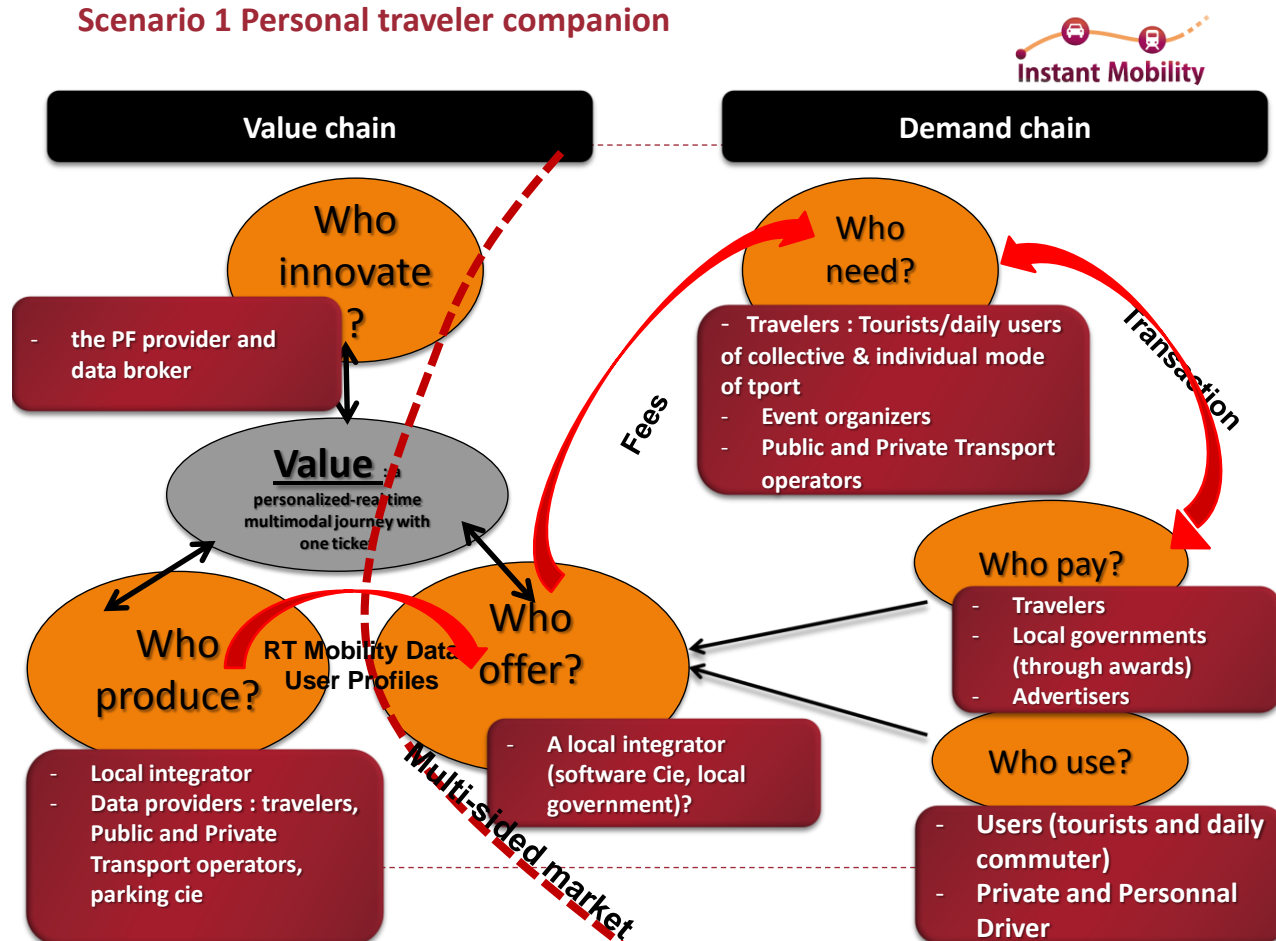 Scenario 1 Personal traveler companion
Instant Mobility
Value chain
Demand chain
Who
innovate
?
- the PF provider and
data broker
Who
need?
- Travelers : Tourists/daily users
of collective & individual mode
of tport
- Event organizers
- Public and Private Transport
operators
Fees
Transaction
Value : a
personalized-real time
multimodal journey with
one ticket
Who
produce?
RT Mobility Data
User Profiles
Who
offer?
Who pay?
- Travelers
- Local governments
(through awards)
- Advertisers
- Local integrator
- Data providers : travelers,
Public and Private
Transport operators,
parking cie
Multi-sided market
- A local integrator
(software Cie, local
government)?
Who use?
- Users (tourists and daily
commuter)
- Private and Personnal
Driver